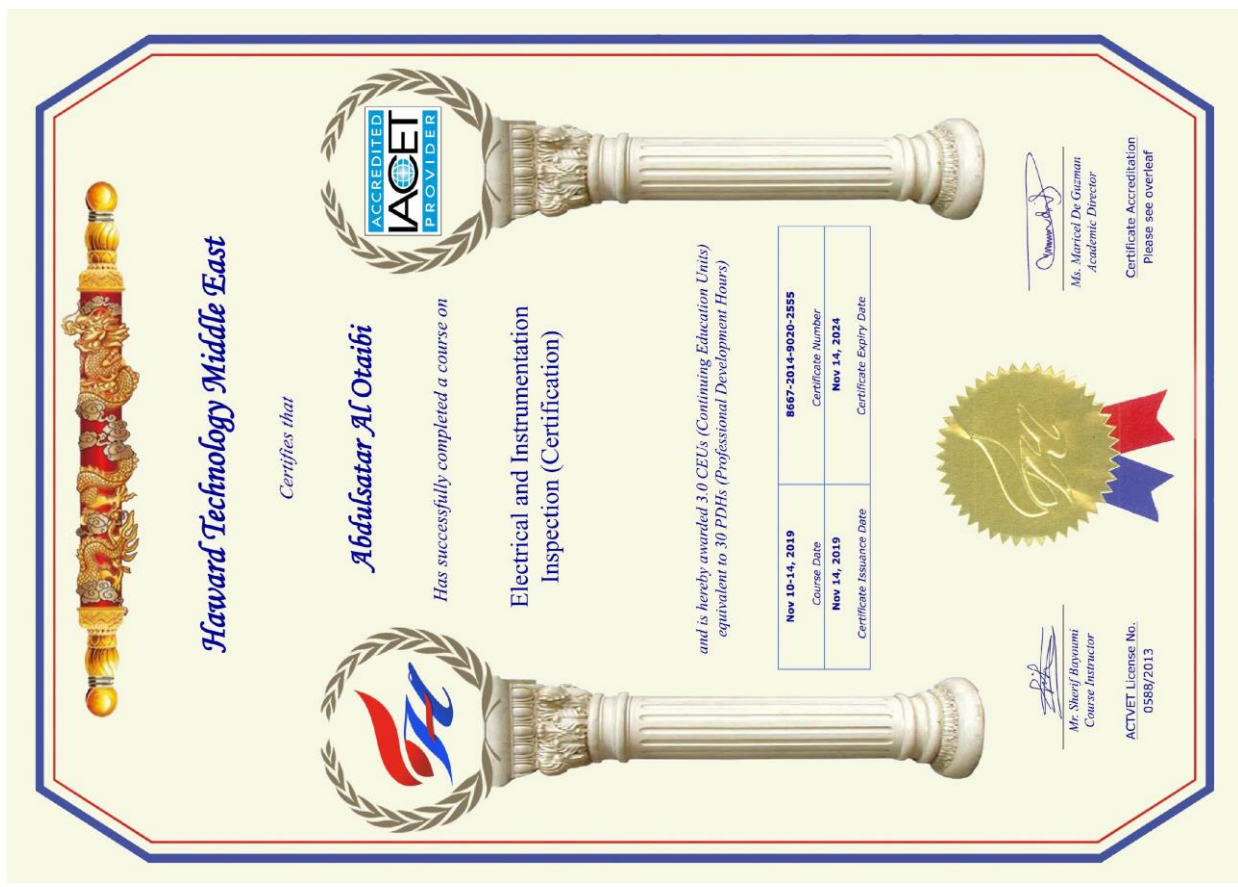 Haward Technology Middle East
Certifies that
Abdulsatar Al Otaibi
ACCREDITED
IACET
PROVIDER
Has successfully completed a course on
Electrical and Instrumentation
Inspection (Certification)
and is hereby awarded 3.0 CEUs (Continuing Education Units)
equivalent to 30 PDHs (Professional Development Hours)
Nov 10-14, 2019
Course Date
8667-2014-9020-2555
Certificate Number
Nov 14, 2019
Certificate Issuance Date
Nov 14, 2024
Certificate Expiry Date
Mr. Sherif Bayoumi
Course Instructor
ACTVET License No.
0588/2013
Ms. Maricel De Guzman
Academic Director
Certificate Accreditation
Please see overleaf